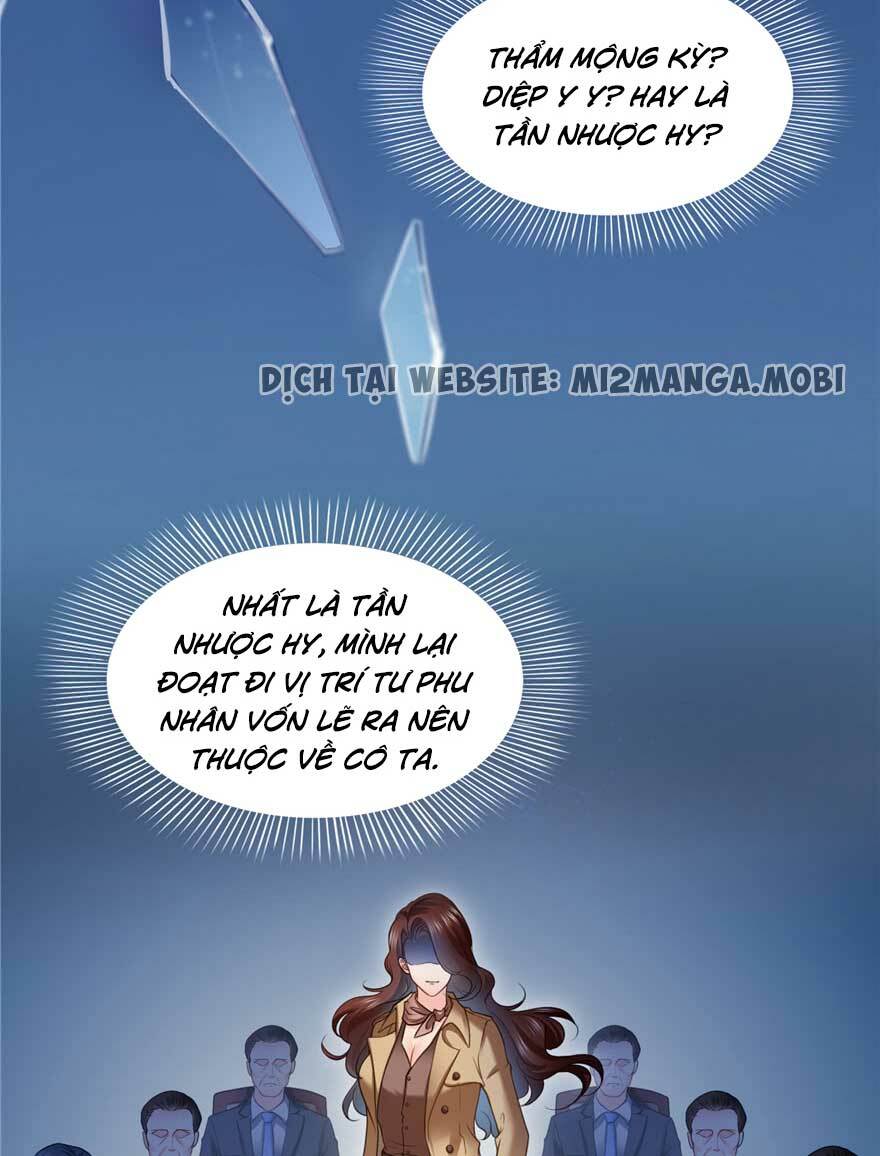 THẨM MỘNG KỲ?
DIỆP Y Y? HAY LÀ
TẦN NHƯỢC HY?
DỊCH TẠI WEBSITE: MI2MANGA.MOBI
NHẤT LÀ TẦN
NHƯỢC HY, MÌNH LẠI
ĐOẠT ĐI VỊ TRÍ TƯ PHU
NHÂN VỐN LẼ RA NÊN
THUỘC VỀ CÔ TA.